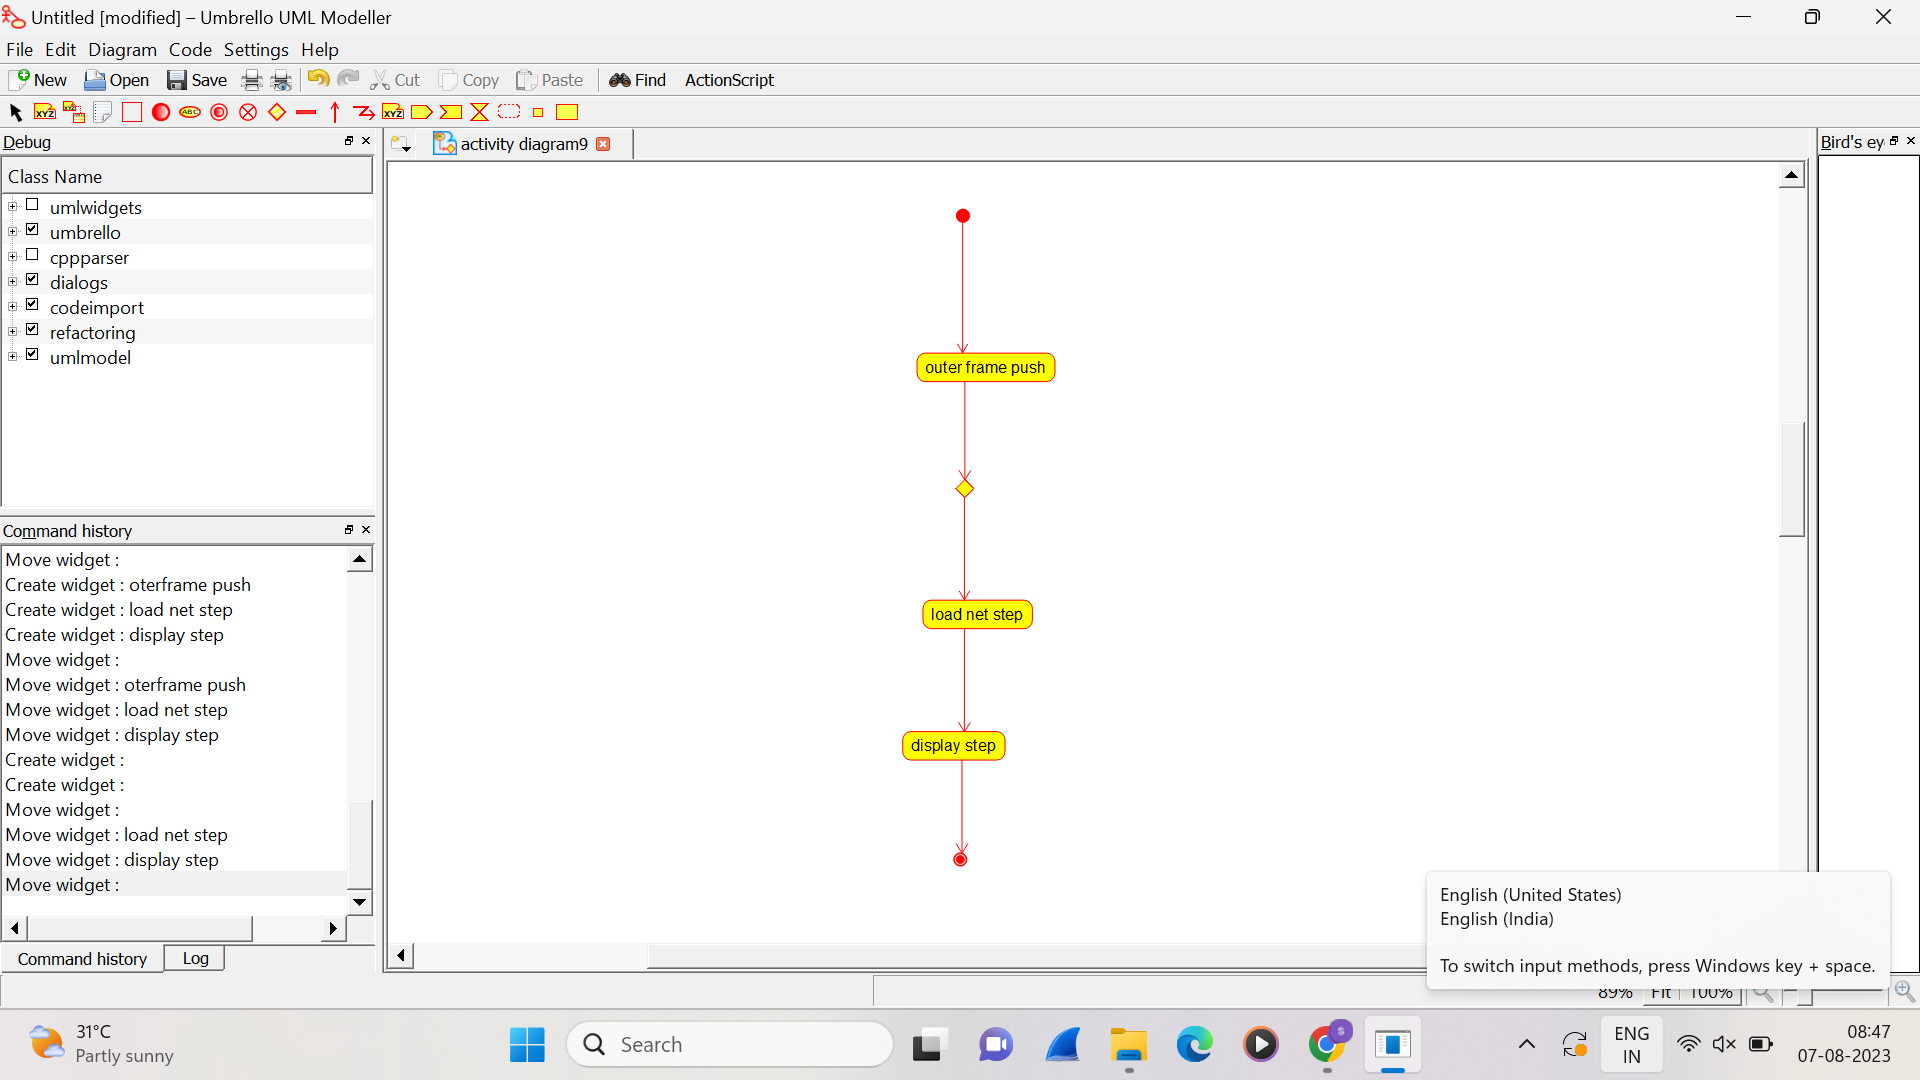 Untitled [modified] – Umbrello UML Modeller
File Edit Diagram Code Settings Help
New Open Save Cut Copy Paste Find ActionScript
XYZ XYZ ABC XYZ
Debug
activity diagram9
Bird's ey
Class Name
umlwidgets
umbrello
cppparser
dialogs
codeimport
refactoring
umlmodel
outer frame push
load net step
display step
Command history
Move widget :
Create widget : oterframe push
Create widget : load net step
Create widget : display step
Move widget :
Move widget : oterframe push
Move widget : load net step
Move widget : display step
Create widget :
Create widget :
Move widget :
Move widget : load net step
Move widget : display step
Move widget :
Command history Log
English (United States)
English (India)
To switch input methods, press Windows key + space.
89% Fit 100%
31°C
Partly sunny
Search
S
ENG
IN
08:47
07-08-2023